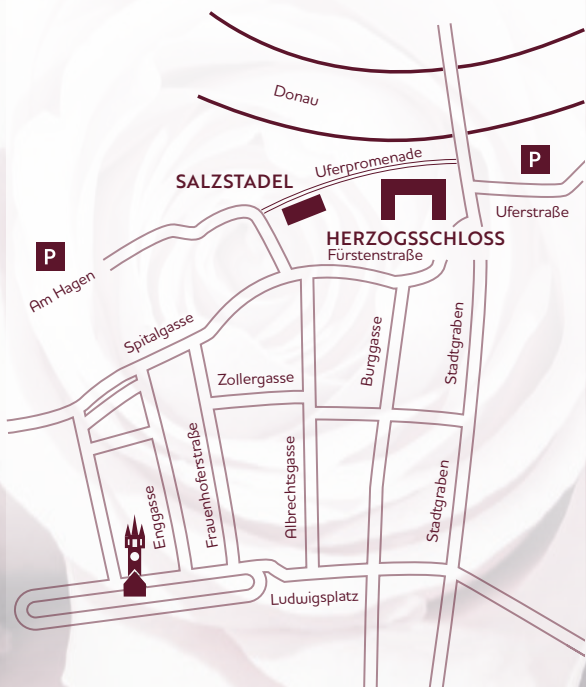 Donau
Uferpromenade
P
SALZSTADEL
Uferstraße
HERZOGSSCHLOSS
Fürstenstraße
P
Am Hagen
Spitalgasse
Burggasse
Stadtgraben
Zollergasse
Frauenhoferstraße
Albrechtsgasse
Stadtgraben
Enggasse
Ludwigsplatz